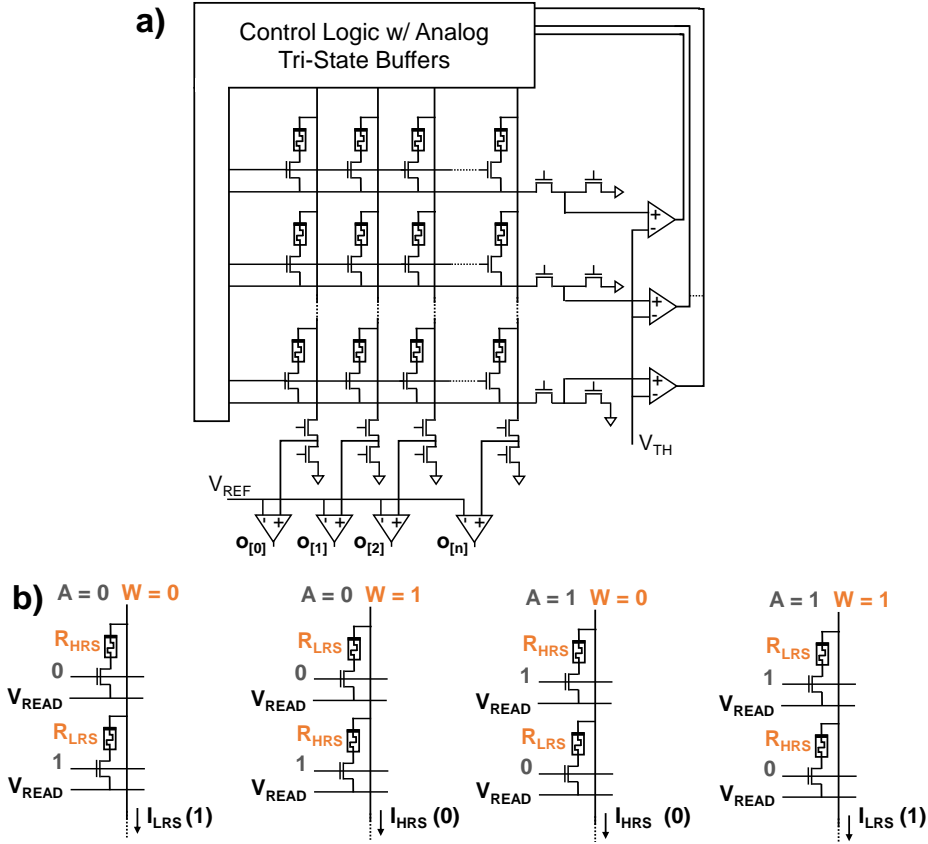 a)
Control Logic w/ Analog
Tri-State Buffers
+
-
+
-
+
-
V_TH
V_REF
- + - + - + - +
o[0] o[1] o[2] o[n]
b)
A = 0 W = 0 A = 0 W = 1 A = 1 W = 0 A = 1 W = 1
R_HRS R_LRS R_HRS R_LRS
0 0 1 1
V_READ V_READ V_READ V_READ
R_LRS R_HRS R_LRS R_HRS
1 1 0 0
V_READ V_READ V_READ V_READ
I_LRS (1) I_HRS (0) I_HRS (0) I_LRS (1)